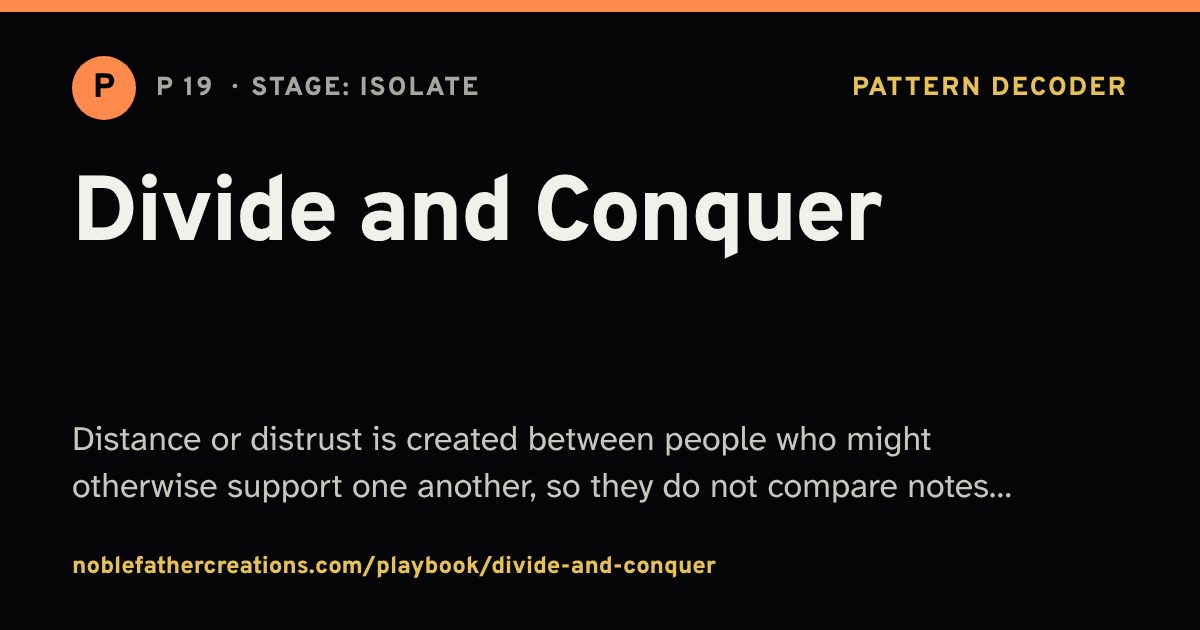 P P 19 · STAGE: ISOLATE PATTERN DECODER
Divide and Conquer
Distance or distrust is created between people who might
otherwise support one another, so they do not compare notes...
noblefathercreations.com/playbook/divide-and-conquer